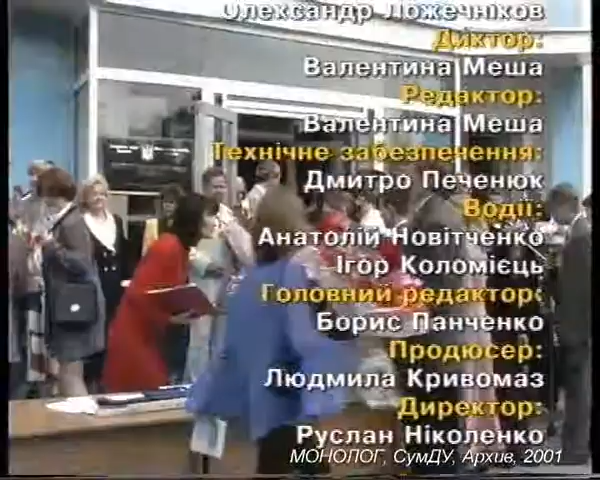 Олександр Ложечніков
Диктор:
Валентина Меша
Редактор:
Валентина Меша
Технічне забезпечення:
Дмитро Печенюк
Водії:
Анатолій Новітченко
Ігор Коломієць
Головний редактор:
Борис Панченко
Продюсер:
Людмила Кривомаз
Директор:
Руслан Ніколенко
МОНОЛОГ, СумДУ, Архив, 2001